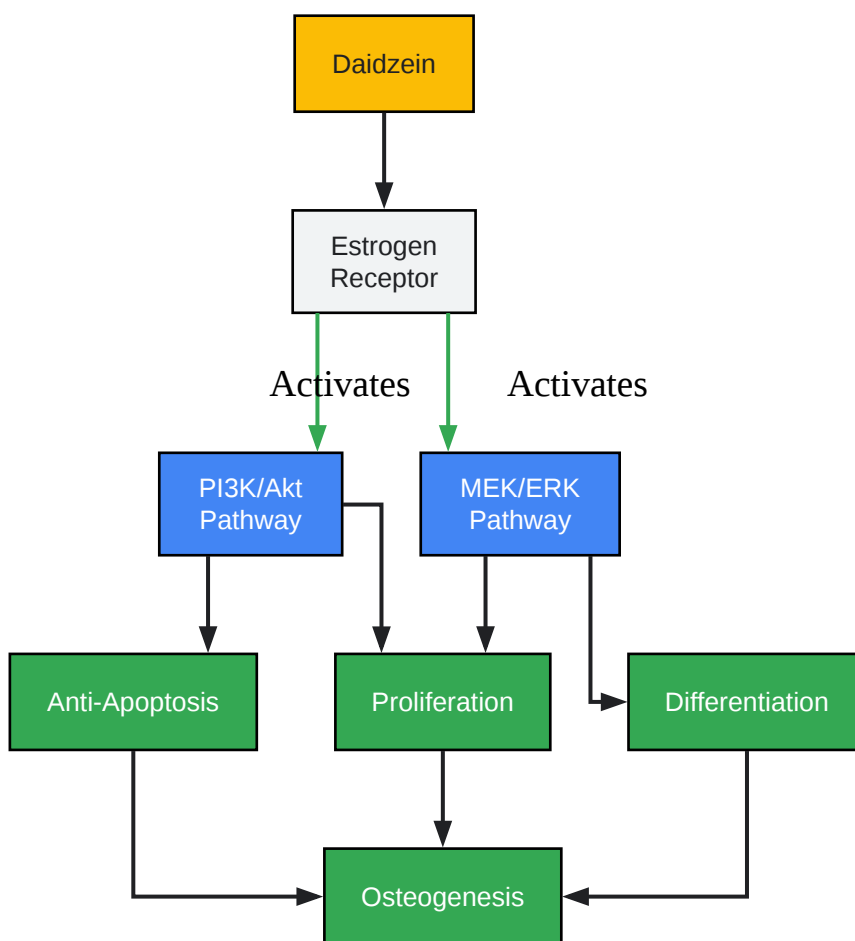 Daidzein
Estrogen
Receptor
Activates
Activates
PI3K/Akt
Pathway
MEK/ERK
Pathway
Anti-Apoptosis
Proliferation
Differentiation
Osteogenesis